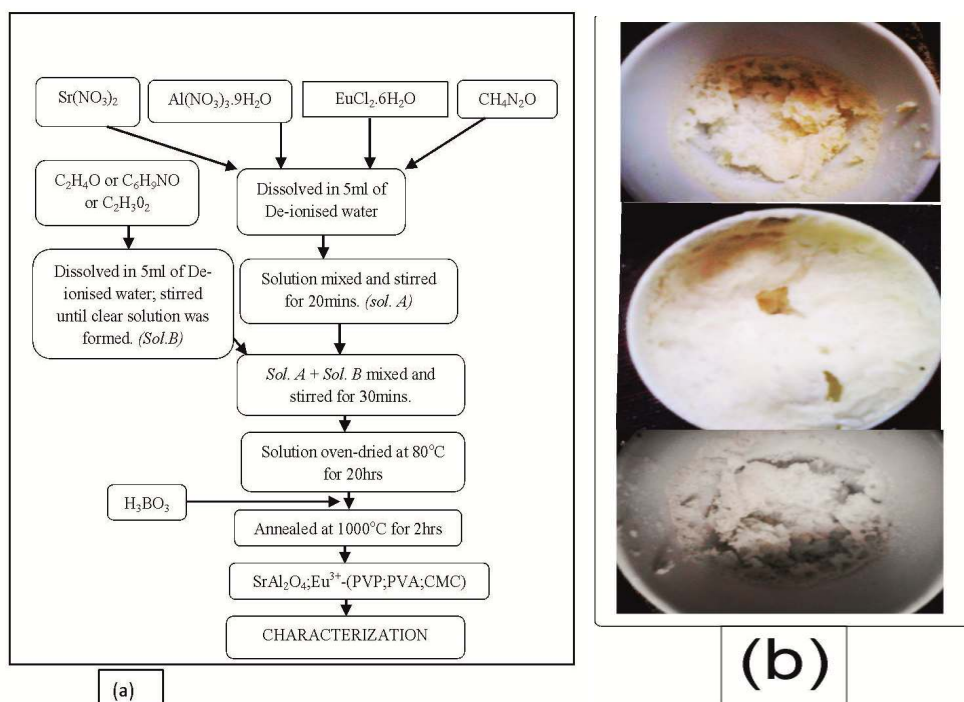 Sr(NO3)2
Al(NO3)3.9H2O
EuCl2.6H2O
CH4N2O
C2H4O or C6H9NO
or C2H302
Dissolved in 5ml of
De-ionised water
Dissolved in 5ml of De-
ionised water; stirred
until clear solution was
formed. (Sol.B)
Solution mixed and stirred
for 20mins. (sol. A)
Sol. A + Sol. B mixed and
stirred for 30mins.
Solution oven-dried at 80°C
for 20hrs
H3BO3
Annealed at 1000°C for 2hrs
SrAl2O4;Eu3+-(PVP;PVA;CMC)
CHARACTERIZATION
(a)
(b)